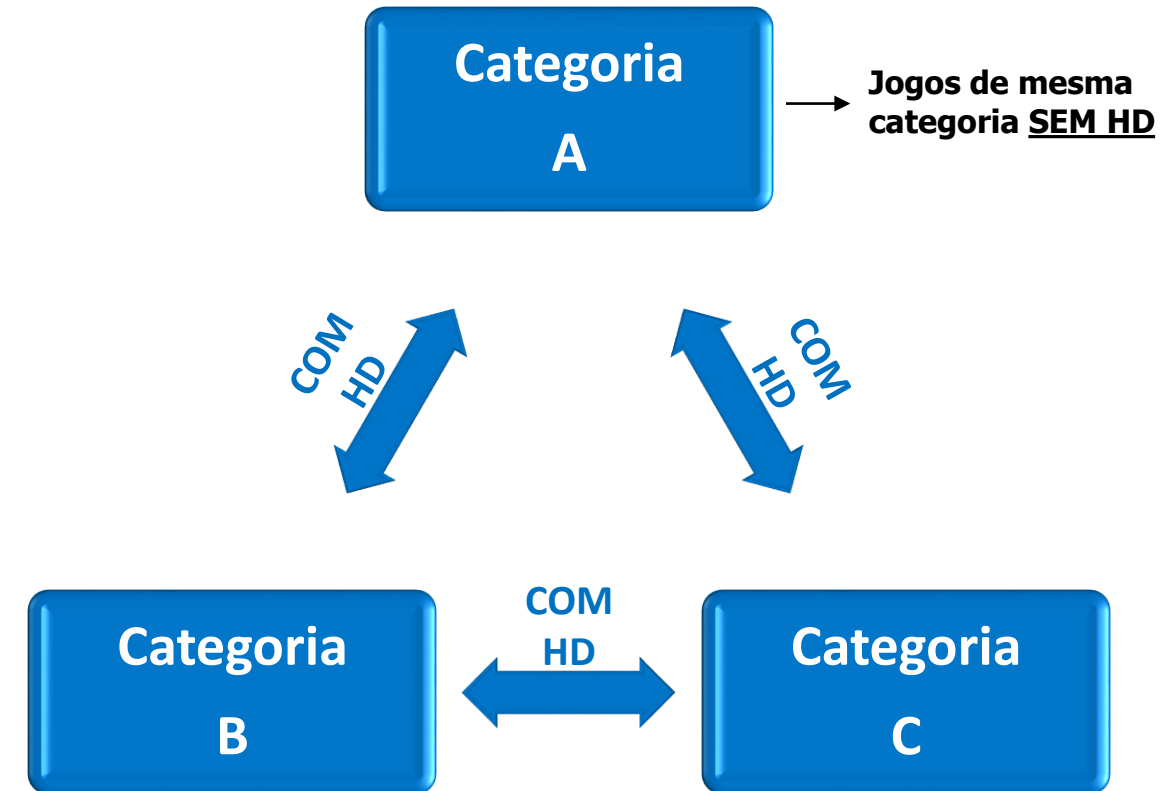 Categoria
A
Jogos de mesma
categoria SEM HD
COM
HD
COM
HD
COM
HD
Categoria
B
Categoria
C